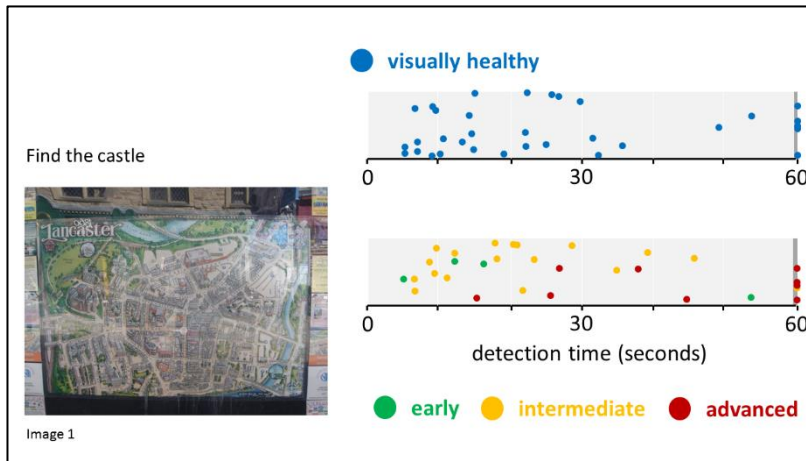 visually healthy
Find the castle
0 30 60
Lancaster
0 30 60
detection time (seconds)
early intermediate advanced
Image 1